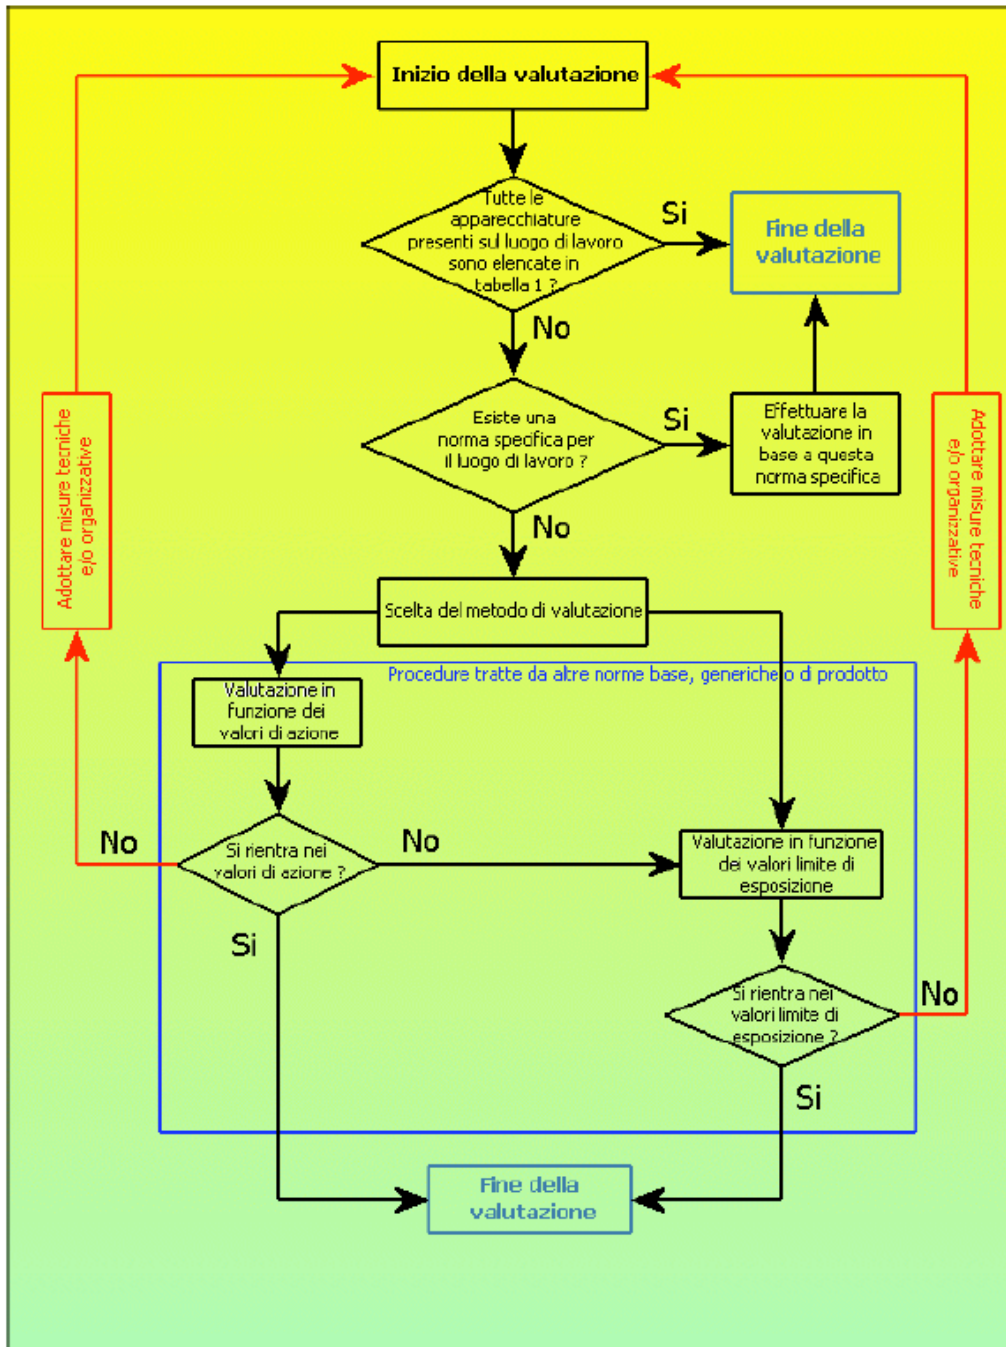 Inizio della valutazione
Tutte le
apparecchiature
presenti sul luogo di lavoro
sono elencate in
tabella 1 ?
Si
Fine della
valutazione
No
Esiste una
norma specifica per
il luogo di lavoro ?
Si
Effettuare la
valutazione in
base a questa
norma specifica
Adottare misure tecniche
e/o organizzative
Adottare misure tecniche
e/o organizzative
No
Scelta del metodo di valutazione
Procedure tratte da altre norme base, generiche o di prodotto
Valutazione in
funzione dei
valori di azione
No
Si rientra nei
valori di azione ?
No
Valutazione in funzione
dei valori limite di
esposizione
Si
Si rientra nei
valori limite di
esposizione ?
No
Si
Fine della
valutazione